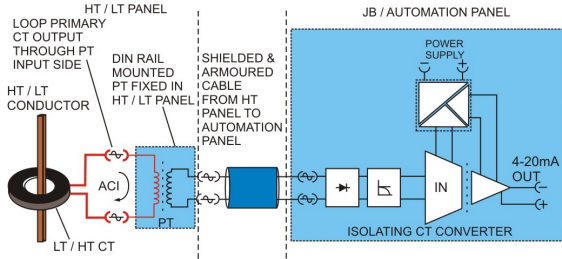 HT / LT PANEL
JB / AUTOMATION PANEL
LOOP PRIMARY
CT OUTPUT
THROUGH PT
INPUT SIDE
DIN RAIL
MOUNTED
PT FIXED IN
HT / LT PANEL
SHIELDED &
ARMOURED
CABLE
FROM HT
PANEL TO
AUTOMATION
PANEL
POWER
SUPPLY
HT / LT
CONDUCTOR
ACI
PT
IN
4-20mA
OUT
LT / HT CT
ISOLATING CT CONVERTER